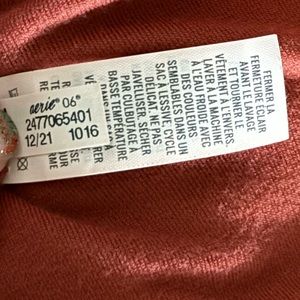 aerie 06®
2477065401
12/21 1016
FERMER LA
FERMETURE ÉCLAIR
AVANT LE LAVAGE
ET TOURNER LE
VÊTEMENT À L'ENVERS.
LAVER À LA MACHINE
À L'EAU FROIDE AVEC
COULEURS
SEMBLABLES DANS UN
SAC À LESSIVE, CYCLE
DÉLICAT. NE PAS
JAVELLISER. SÉCHER
PAR CULBUTAGE À
BASSE TEMPÉRATURE